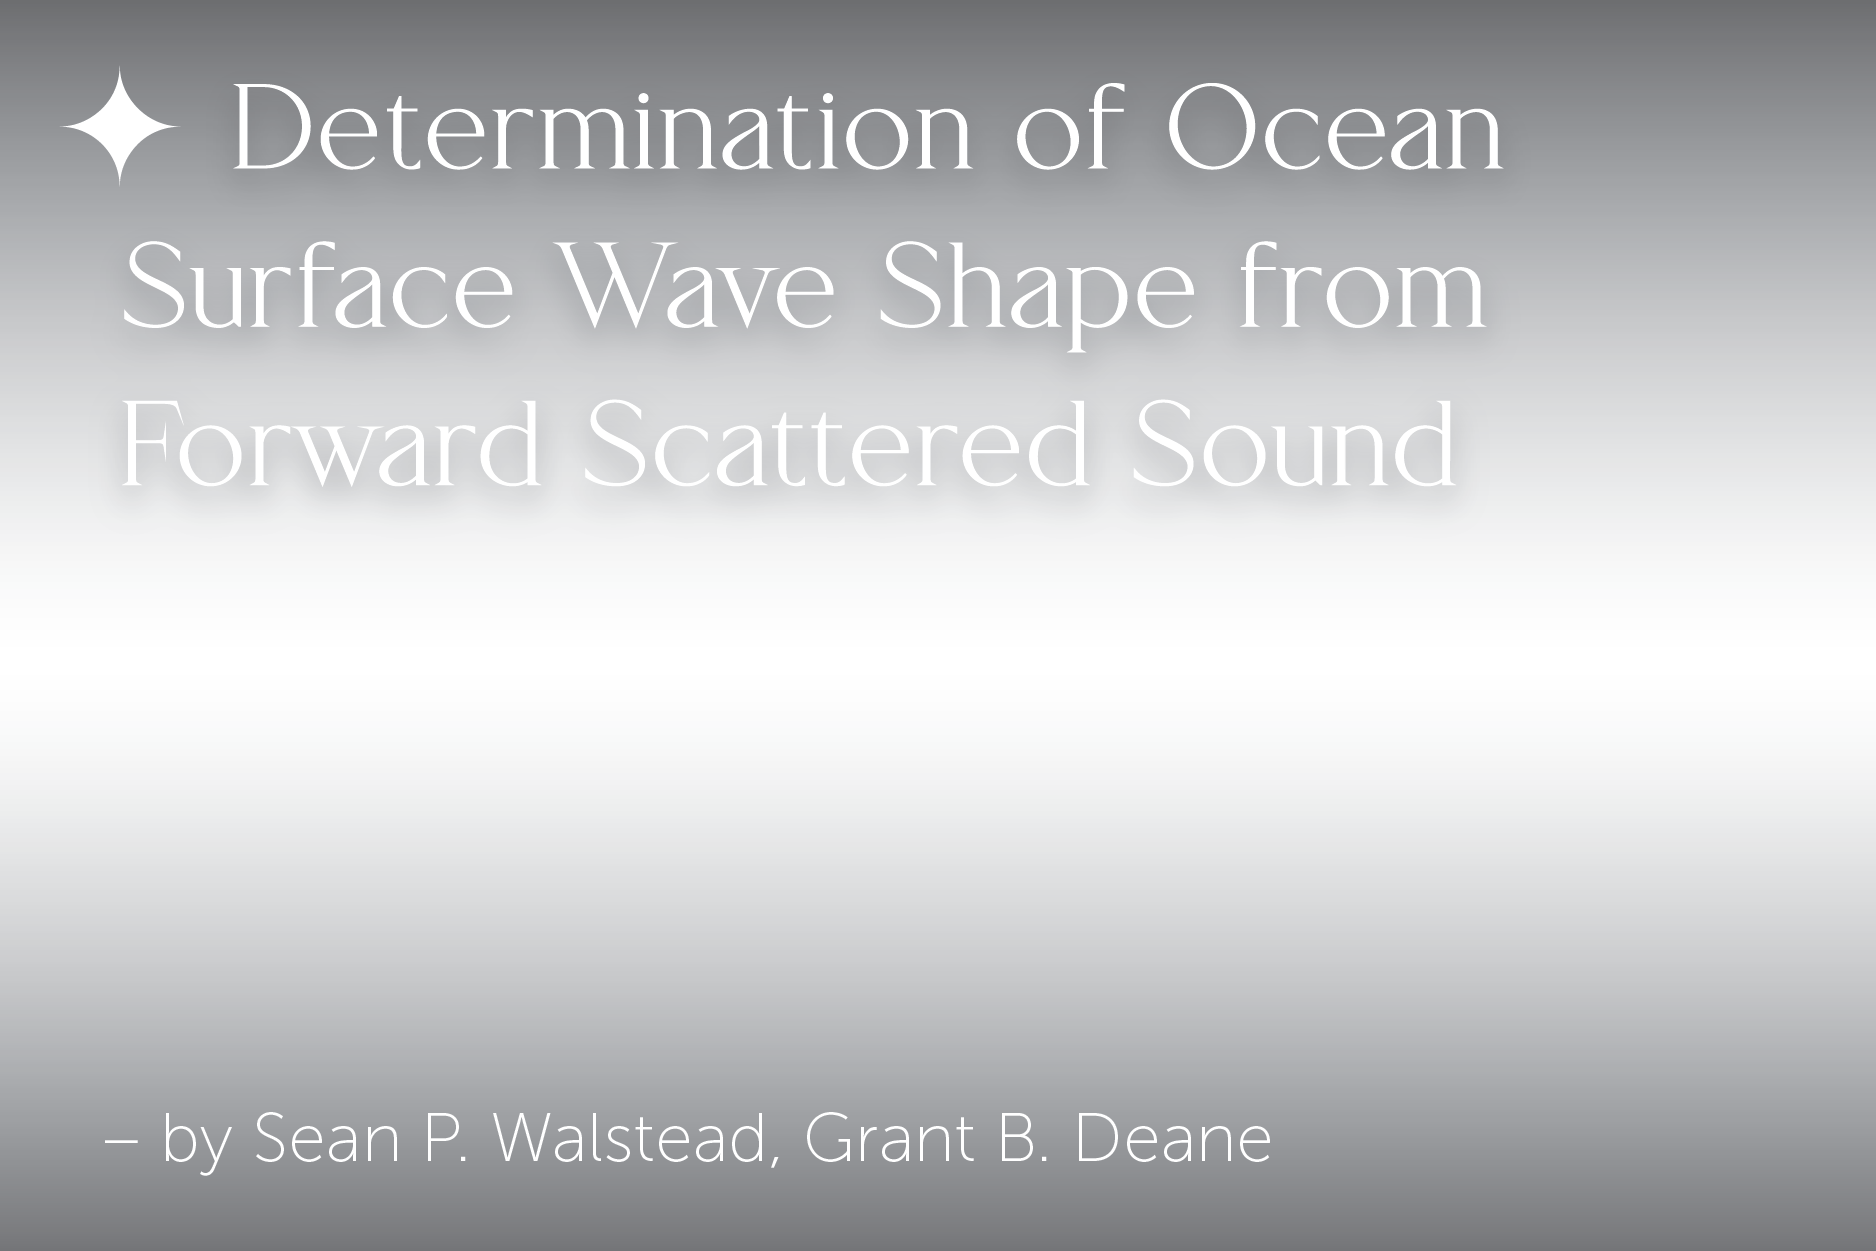 Determination of Ocean
Surface Wave Shape from
Forward Scattered Sound
– by Sean P. Walstead, Grant B. Deane